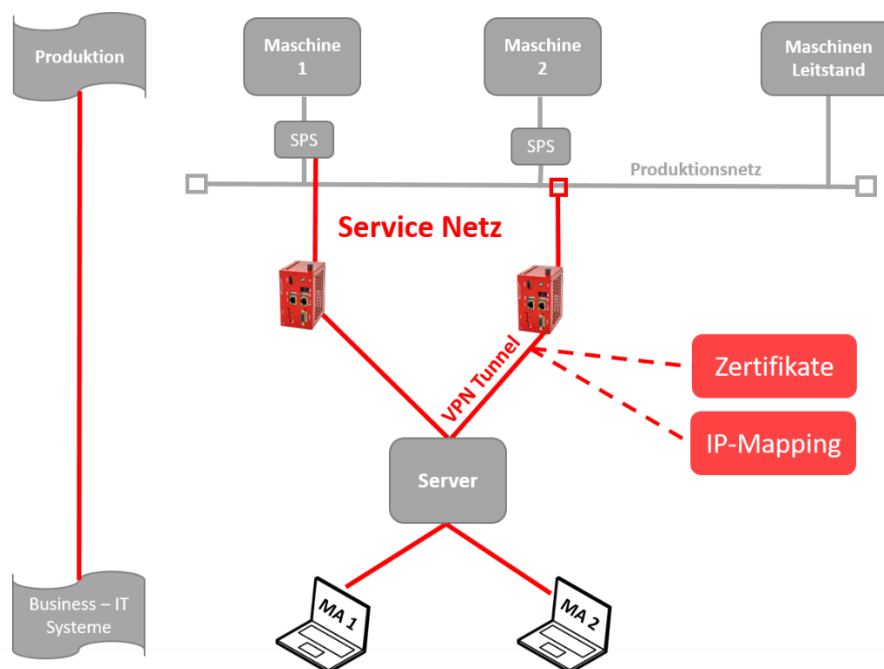 Produktion
Maschine
1
Maschine
2
Maschinen
Leitstand
SPS
SPS
Produktionsnetz
Service Netz
VPN Tunnel
Zertifikate
IP-Mapping
Server
Business – IT
Systeme
MA 1
MA 2